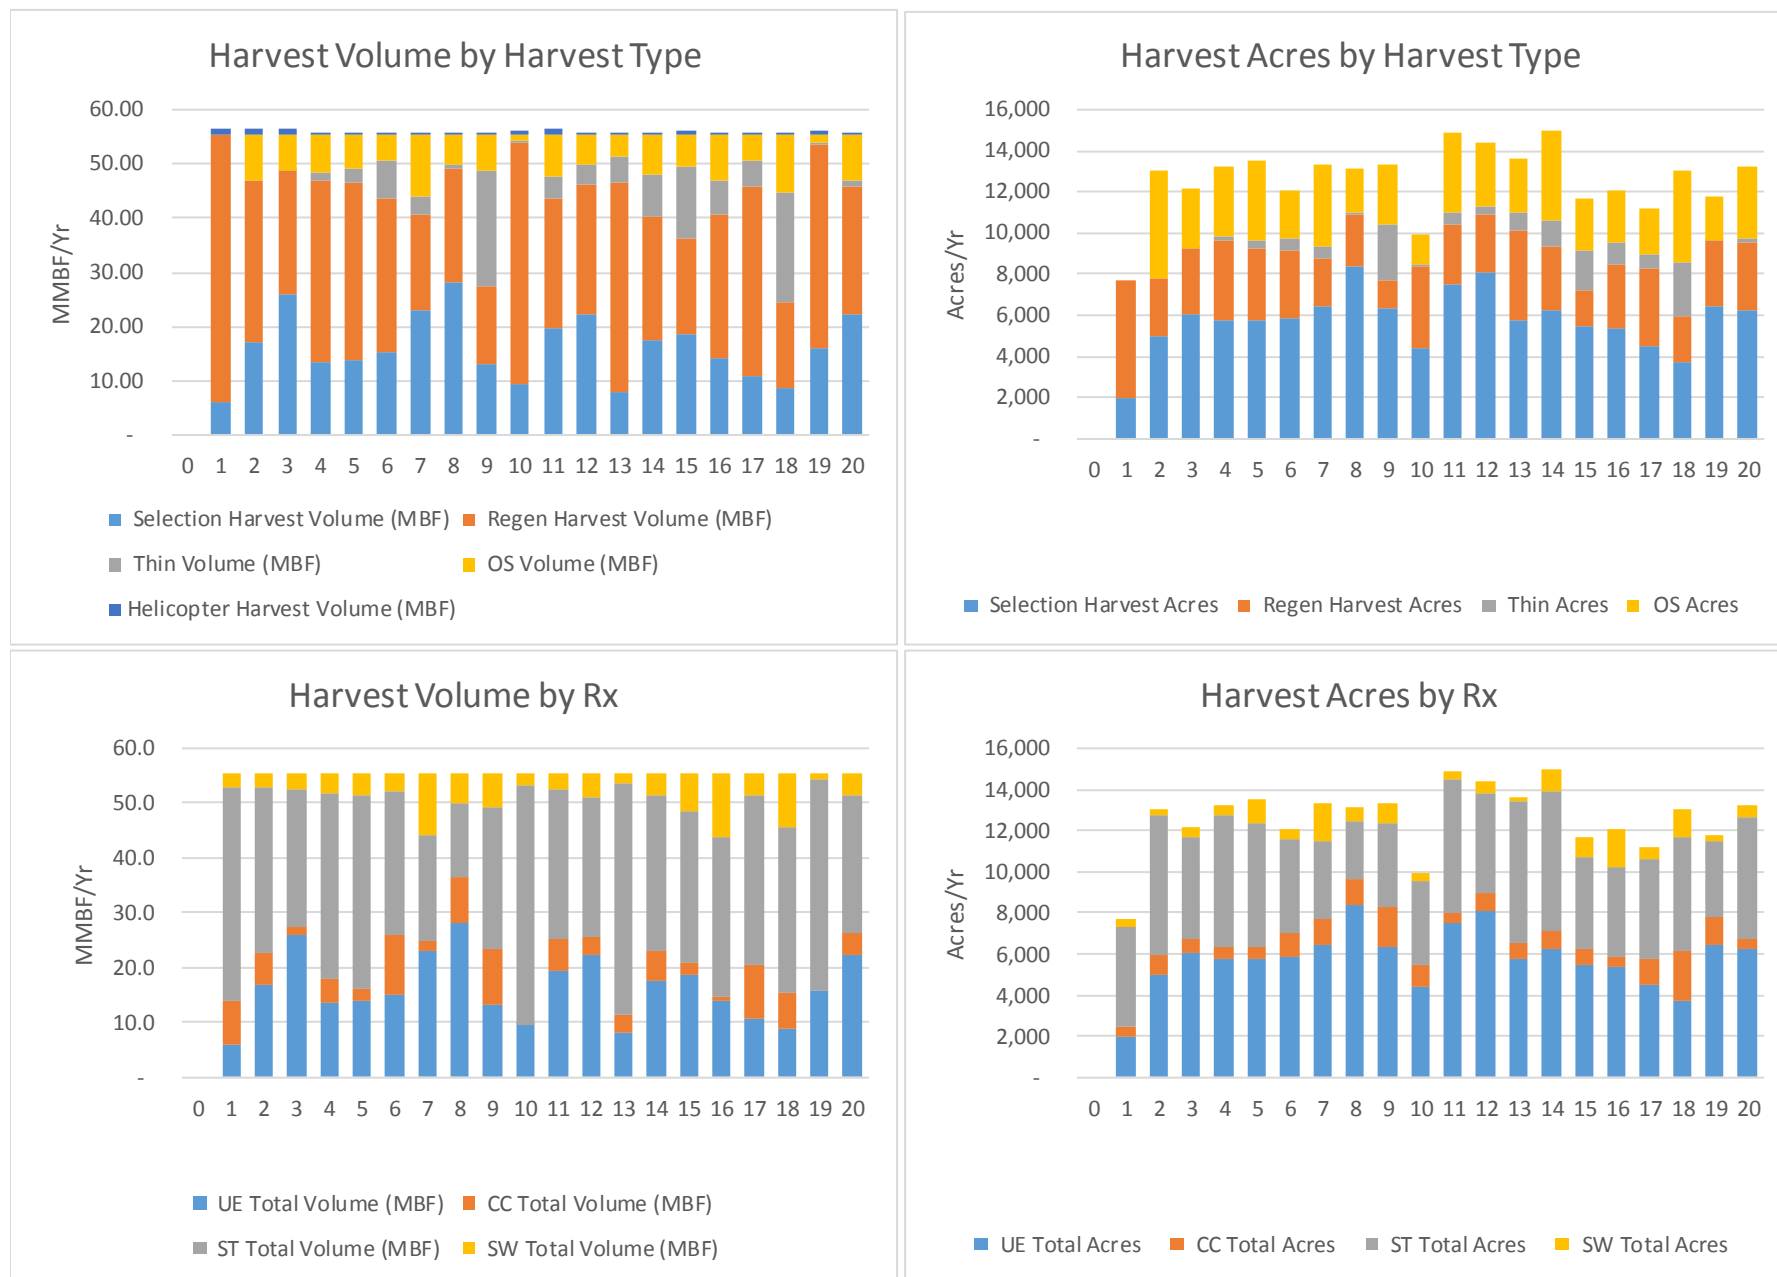 Harvest Volume by Harvest Type
MMBF/Yr
60.00
50.00
40.00
30.00
20.00
10.00
-
0 1 2 3 4 5 6 7 8 9 10 11 12 13 14 15 16 17 18 19 20
Selection Harvest Volume (MBF) Regen Harvest Volume (MBF)
Thin Volume (MBF) OS Volume (MBF)
Helicopter Harvest Volume (MBF)
Harvest Acres by Harvest Type
Acres/Yr
16,000
14,000
12,000
10,000
8,000
6,000
4,000
2,000
-
0 1 2 3 4 5 6 7 8 9 10 11 12 13 14 15 16 17 18 19 20
Selection Harvest Acres Regen Harvest Acres Thin Acres OS Acres
Harvest Volume by Rx
MMBF/Yr
60.0
50.0
40.0
30.0
20.0
10.0
-
0 1 2 3 4 5 6 7 8 9 10 11 12 13 14 15 16 17 18 19 20
UE Total Volume (MBF) CC Total Volume (MBF)
ST Total Volume (MBF) SW Total Volume (MBF)
Harvest Acres by Rx
Acres/Yr
16,000
14,000
12,000
10,000
8,000
6,000
4,000
2,000
-
0 1 2 3 4 5 6 7 8 9 10 11 12 13 14 15 16 17 18 19 20
UE Total Acres CC Total Acres ST Total Acres SW Total Acres